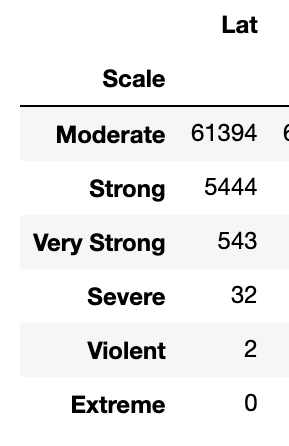 Lat
Scale
Moderate 61394
Strong 5444
Very Strong 543
Severe 32
Violent 2
Extreme 0